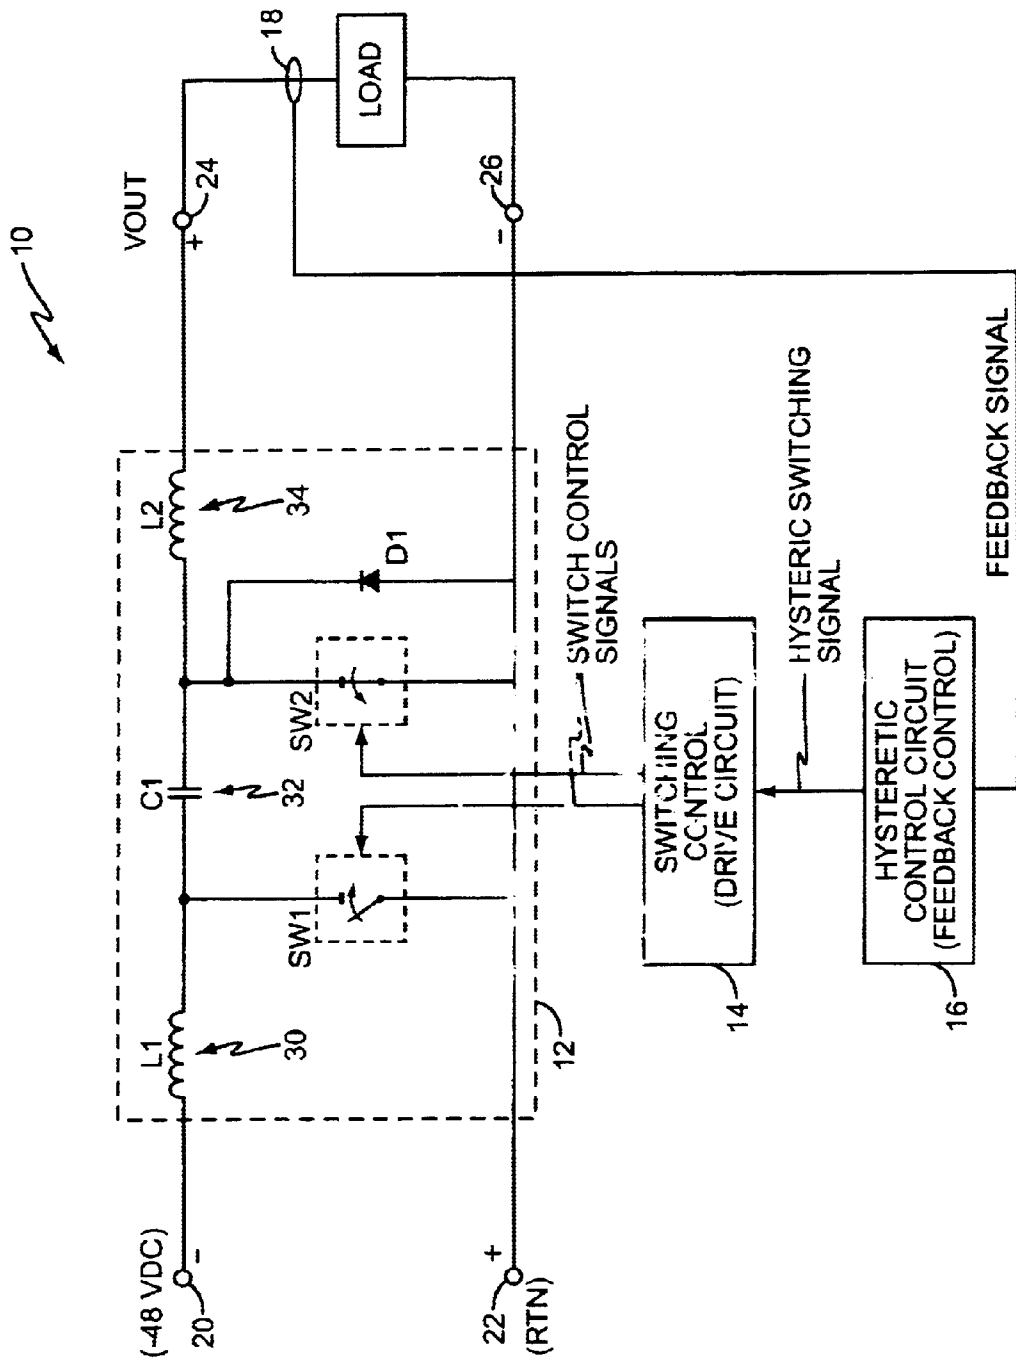 10
(-48 VDC)
-
20
22
+
(RTN)
L1
30
12
SW1
C1
32
SW2
D1
L2
34
VOUT
+
24
-
26
18
LOAD
SWITCH CONTROL
SIGNALS
SWITCHING
CONTROL
(DRIVE CIRCUIT)
14
HYSTERIC SWITCHING
SIGNAL
HYSTERETIC
CONTROL CIRCUIT
(FEEDBACK CONTROL)
16
FEEDBACK SIGNAL